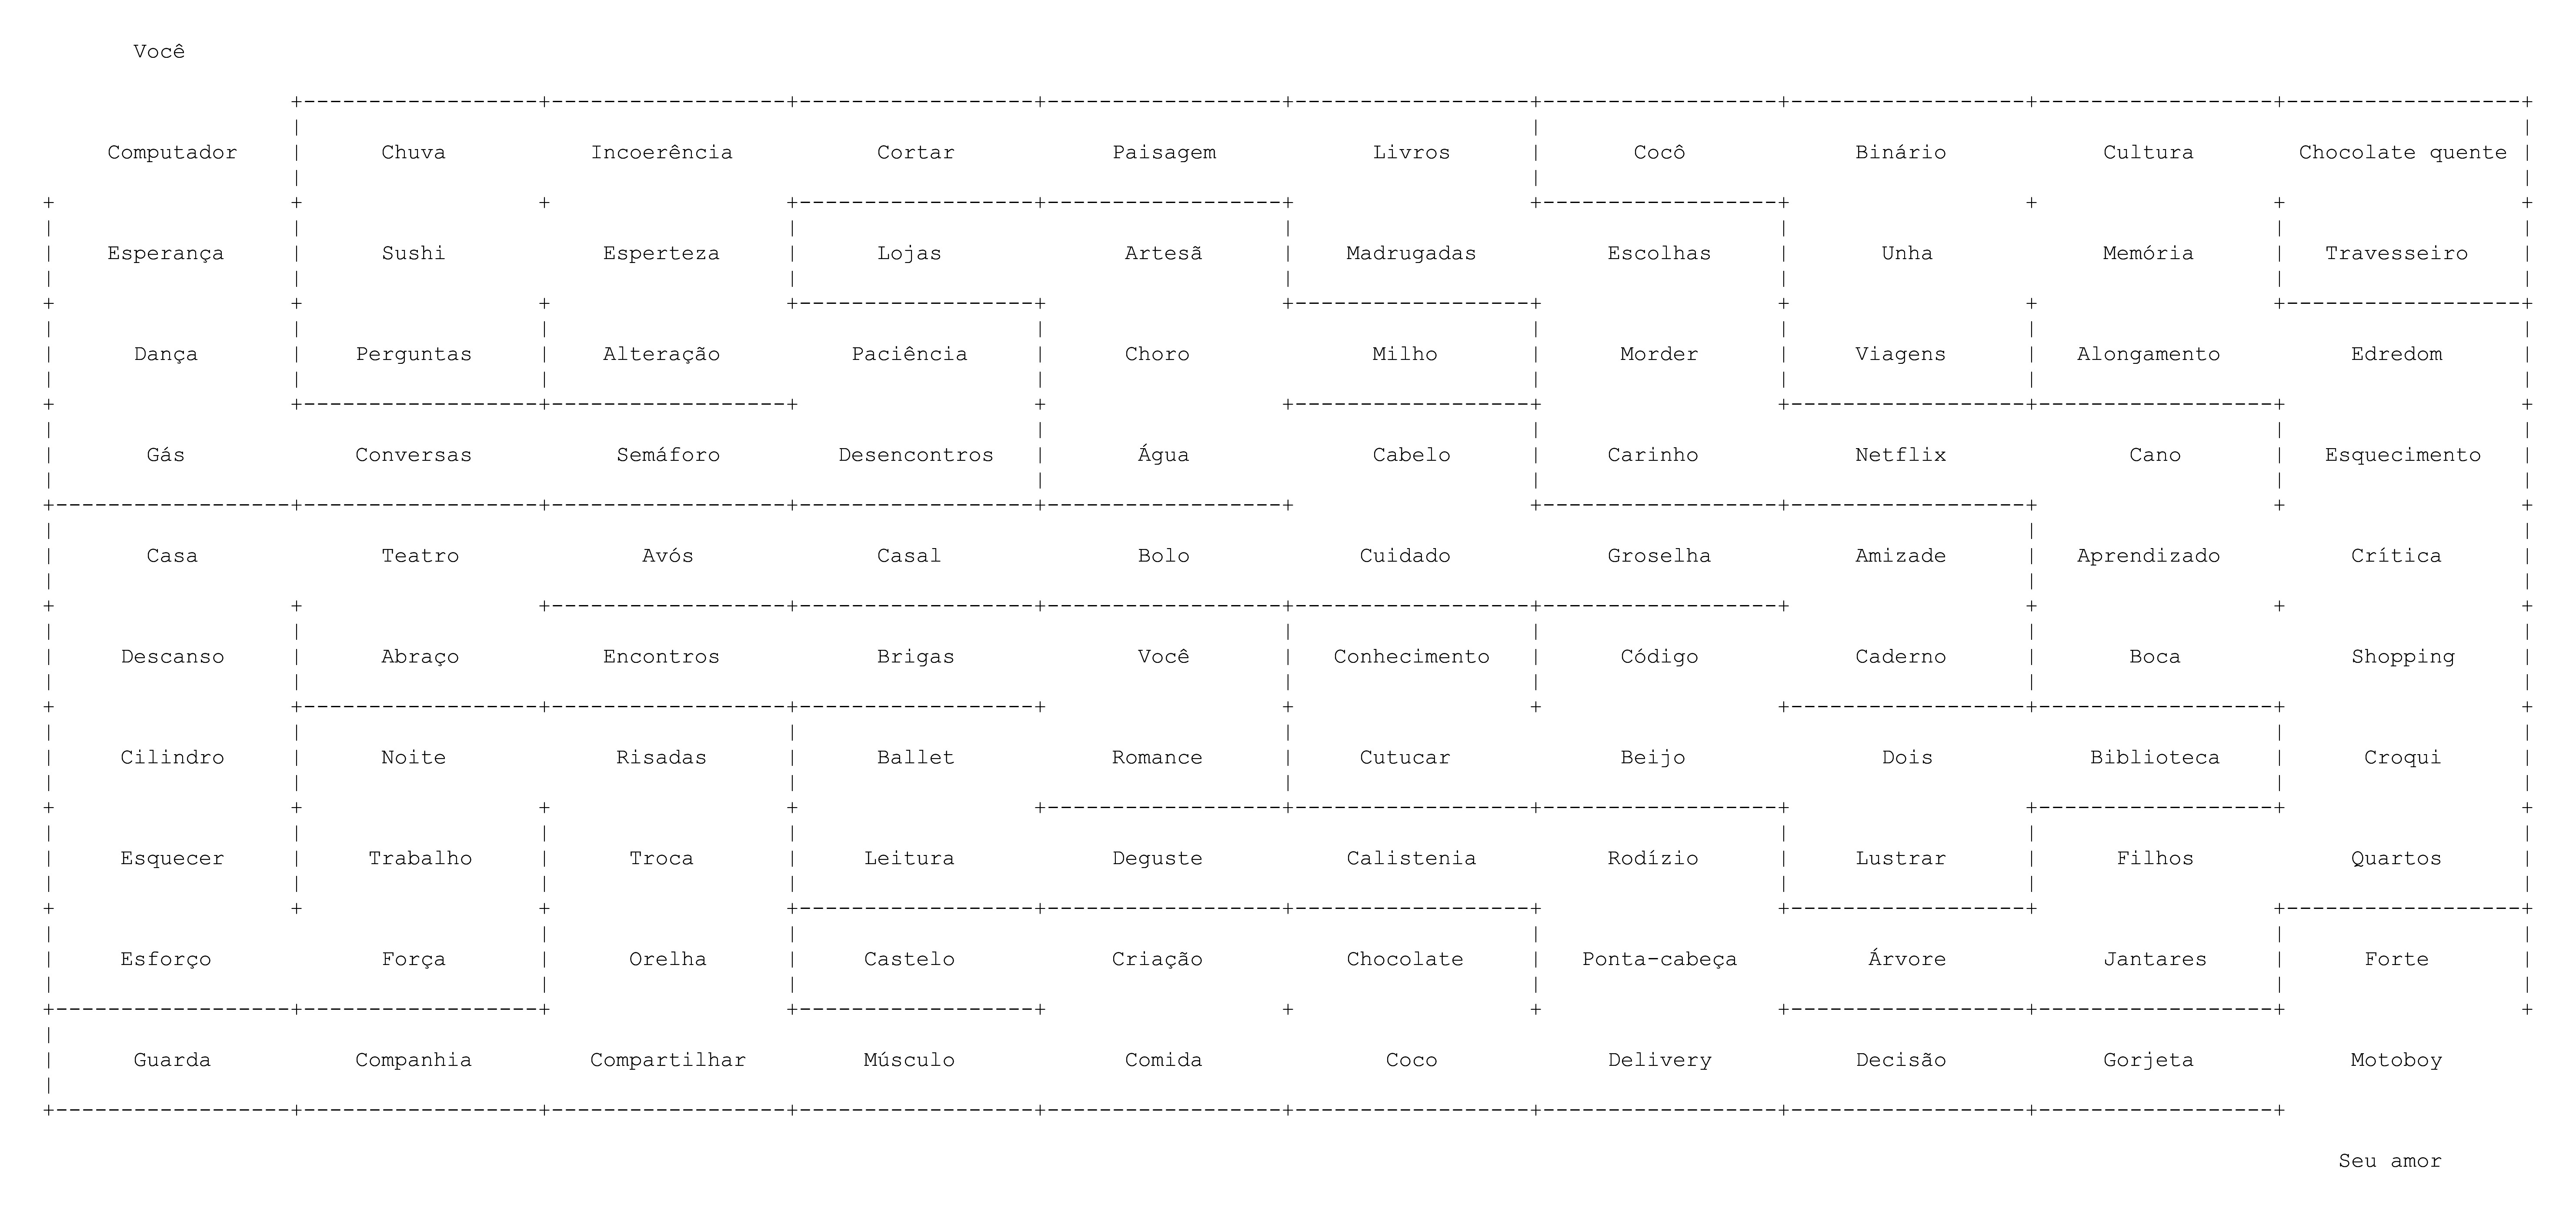 Você
Computador Chuva Incoerência Cortar Paisagem Livros Cocô Binário Cultura Chocolate quente
Esperança Sushi Esperteza Lojas Artesã Madrugadas Escolhas Unha Memória Travesseiro
Dança Perguntas Alteração Paciência Choro Milho Morder Viagens Alongamento Edredom
Gás Conversas Semáforo Desencontros Água Cabelo Carinho Netflix Cano Esquecimento
Casa Teatro Avós Casal Bolo Cuidado Groselha Amizade Aprendizado Crítica
Descanso Abraço Encontros Brigas Você Conhecimento Código Caderno Boca Shopping
Cilindro Noite Risadas Ballet Romance Cutucar Beijo Dois Biblioteca Croqui
Esquecer Trabalho Troca Leitura Deguste Calistenia Rodízio Lustrar Filhos Quartos
Esforço Força Orelha Castelo Criação Chocolate Ponta-cabeça Árvore Jantares Forte
Guarda Companhia Compartilhar Músculo Comida Coco Delivery Decisão Gorjeta Motoboy
Seu amor